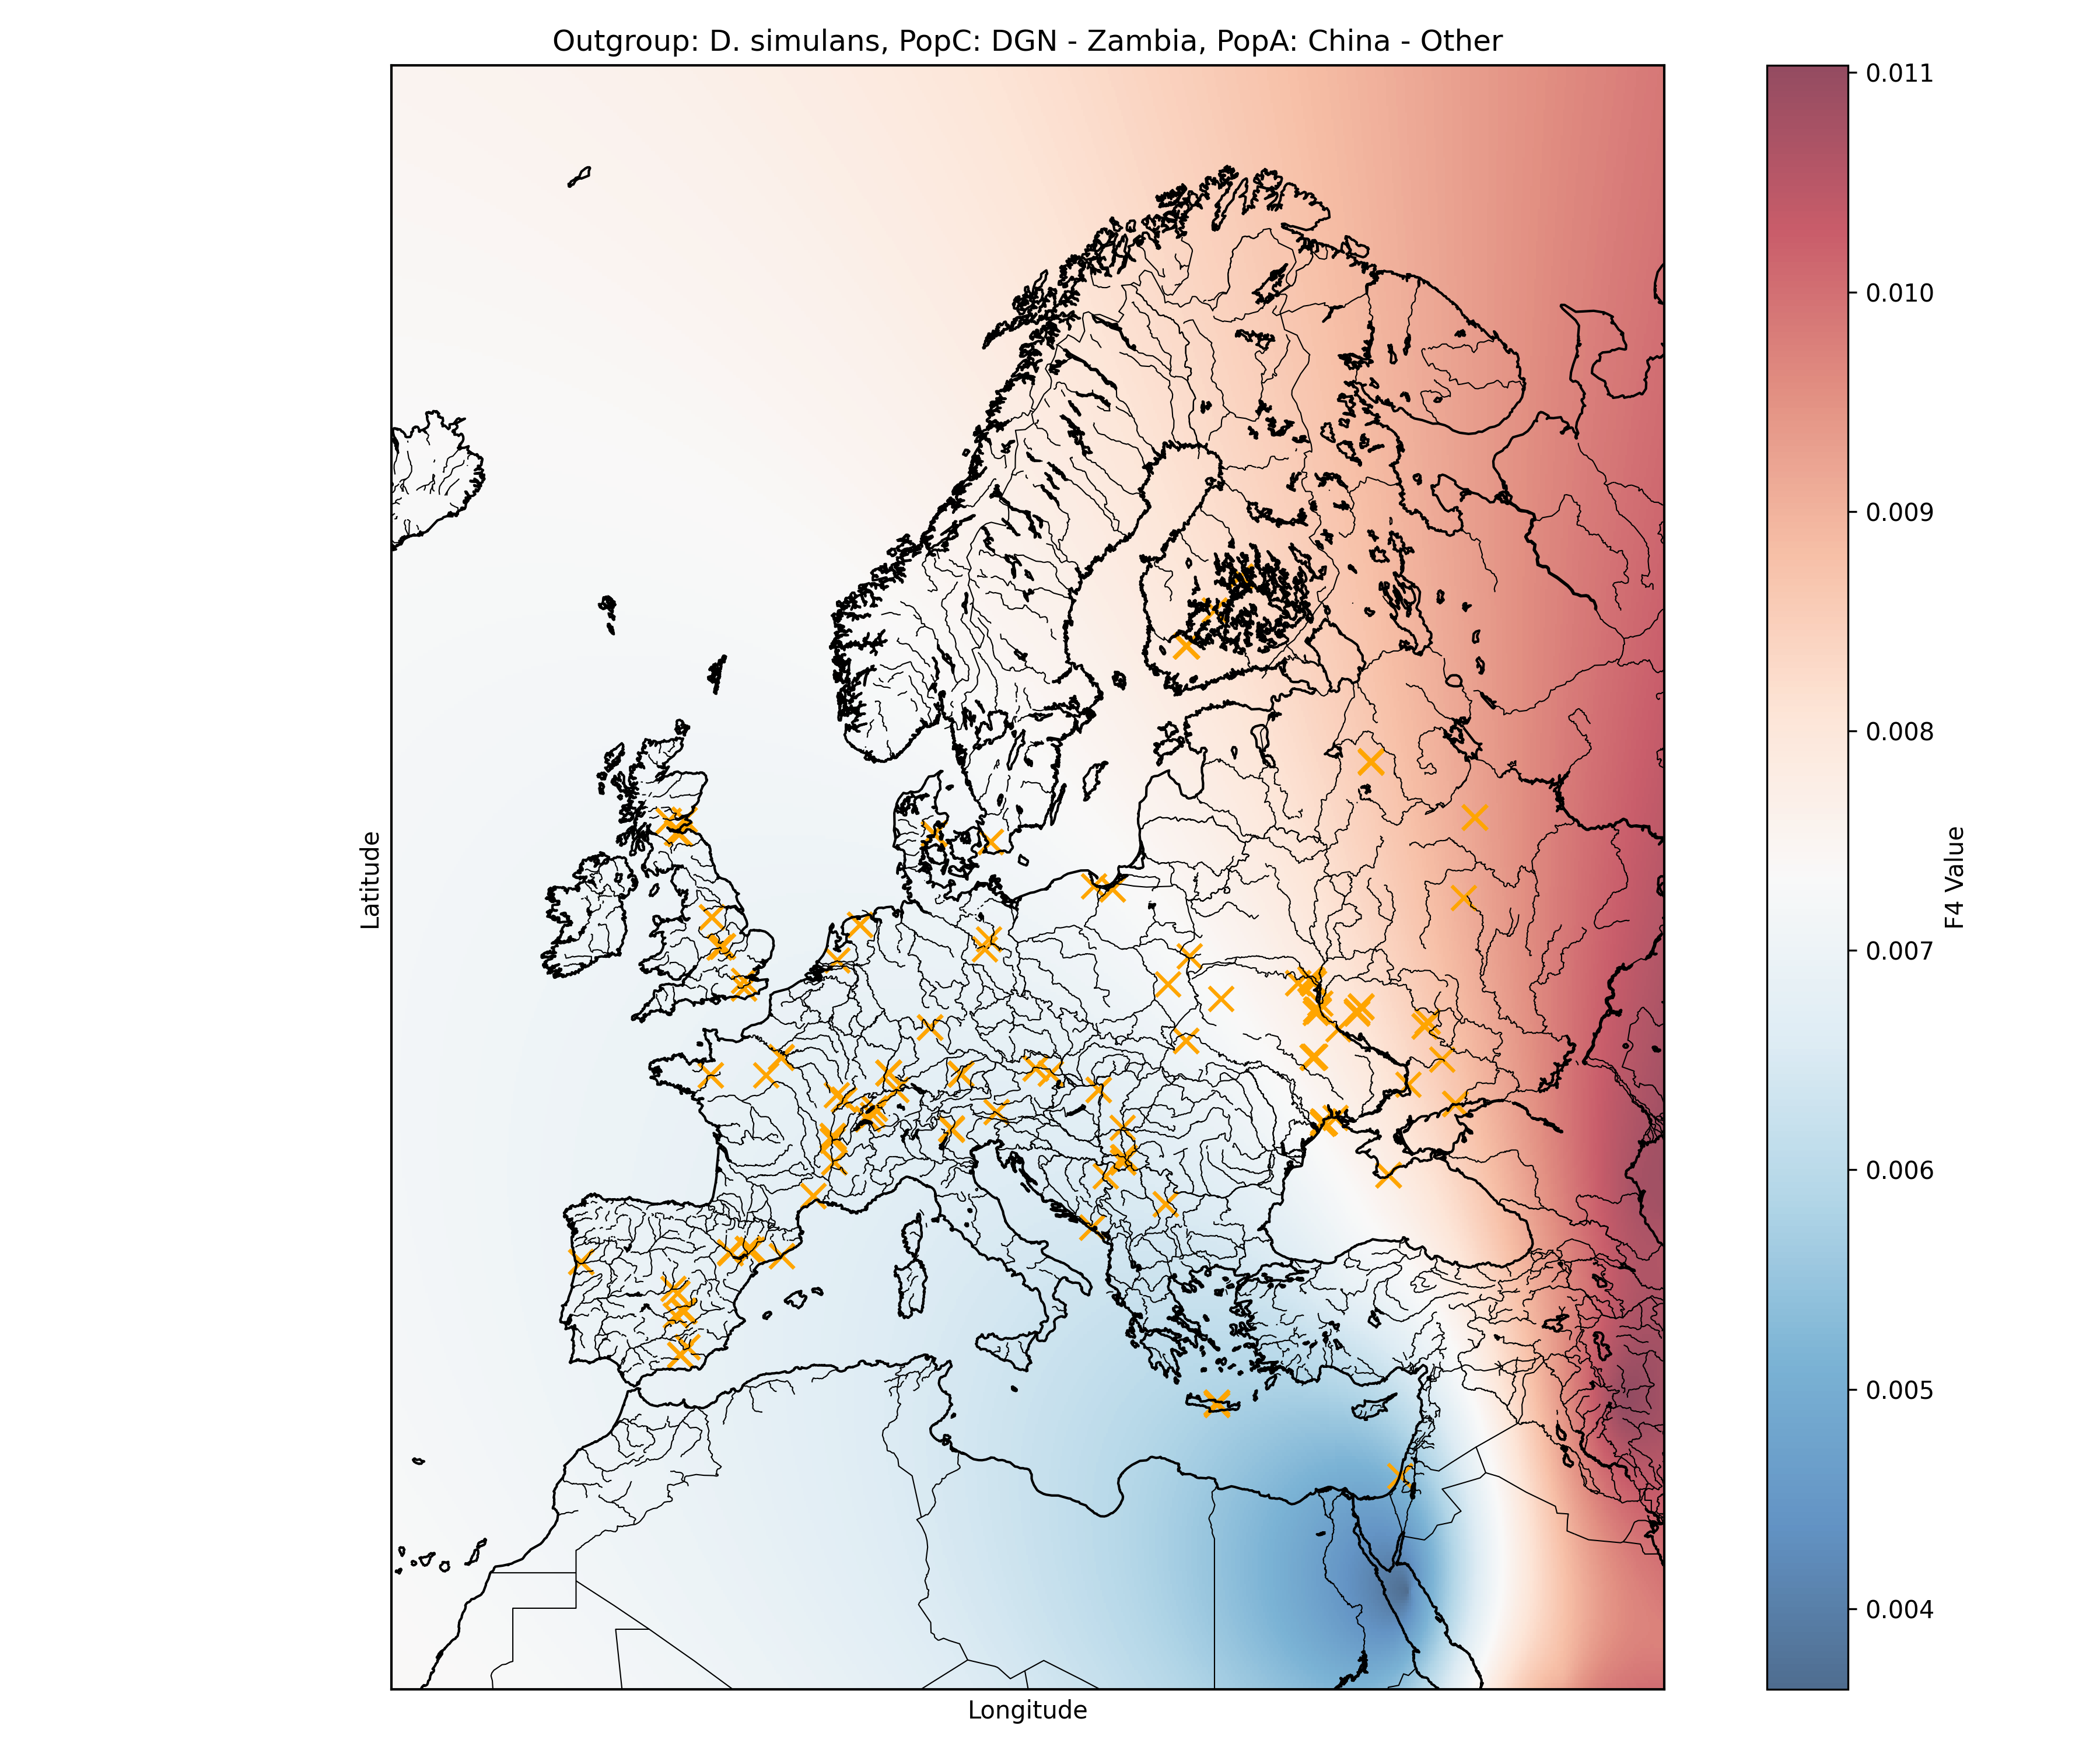 Outgroup: D. simulans, PopC: DGN - Zambia, PopA: China - Other
Latitude
Longitude
0.011
0.010
0.009
0.008
0.007
0.006
0.005
0.004
F4 Value